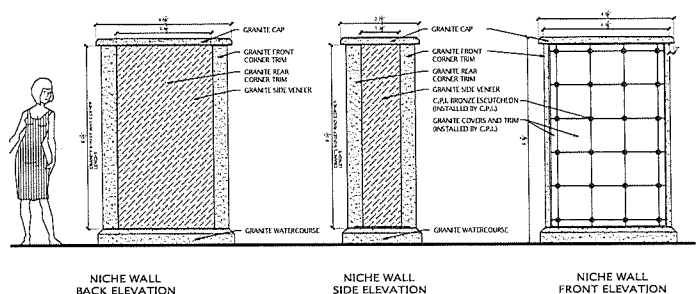 GRANITE CAP
GRANITE FRONT
CORNER TRIM
GRANITE REAR
CORNER TRIM
GRANITE SIDE VENEER
GRANITE WATERCOURSE
NICHE WALL
BACK ELEVATION
GRANITE CAP
GRANITE FRONT
CORNER TRIM
GRANITE REAR
CORNER TRIM
GRANITE SIDE VENEER
C.P.I. BRONZE ESCUTCHEON
(INSTALLED BY C.P.I.)
GRANITE COVERS AND TRIM
(INSTALLED BY C.P.I.)
GRANITE WATERCOURSE
NICHE WALL
SIDE ELEVATION
NICHE WALL
FRONT ELEVATION